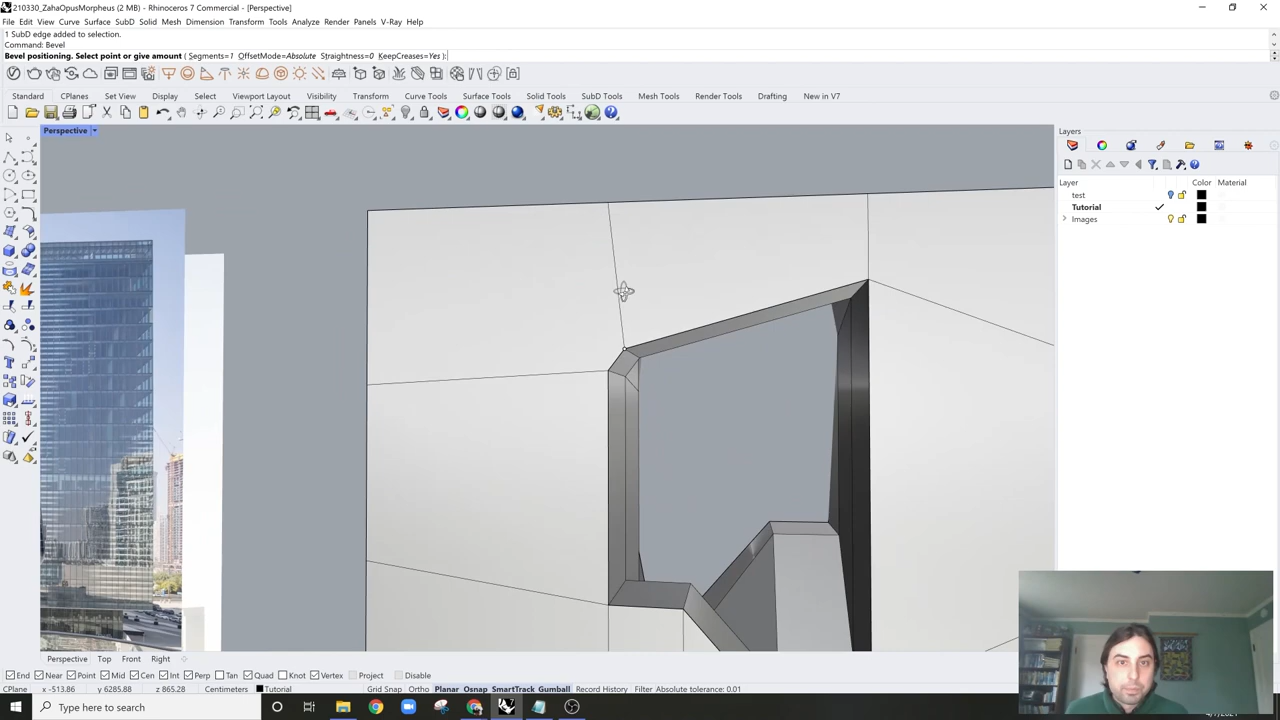 210330_ZahaOpusMorpheus (2 MB) - Rhinoceros 7 Commercial - [Perspective]
File Edit View Curve Surface SubD Solid Mesh Dimension Transform Tools Analyze Render Panels V-Ray Help
1 SubD edge added to selection.
Command: Bevel
Bevel positioning. Select point or give amount ( Segments=1 OffsetMode=Absolute Straightness=0 KeepCreases=Yes ):
Standard CPlanes Set View Display Select Viewport Layout Visibility Transform Curve Tools Surface Tools Solid Tools SubD Tools Mesh Tools Render Tools Drafting New in V7
Perspective
Layers
Layer Color Material
test
Tutorial
Images
Perspective Top Front Right
End Near Point Mid Cen Int Perp Tan Quad Knot Vertex Project Disable
CPlane x -513.86 y 6285.88 z 865.28 Centimeters Tutorial Grid Snap Ortho Planar Osnap SmartTrack Gumball Record History Filter Absolute tolerance: 0.01
Type here to search